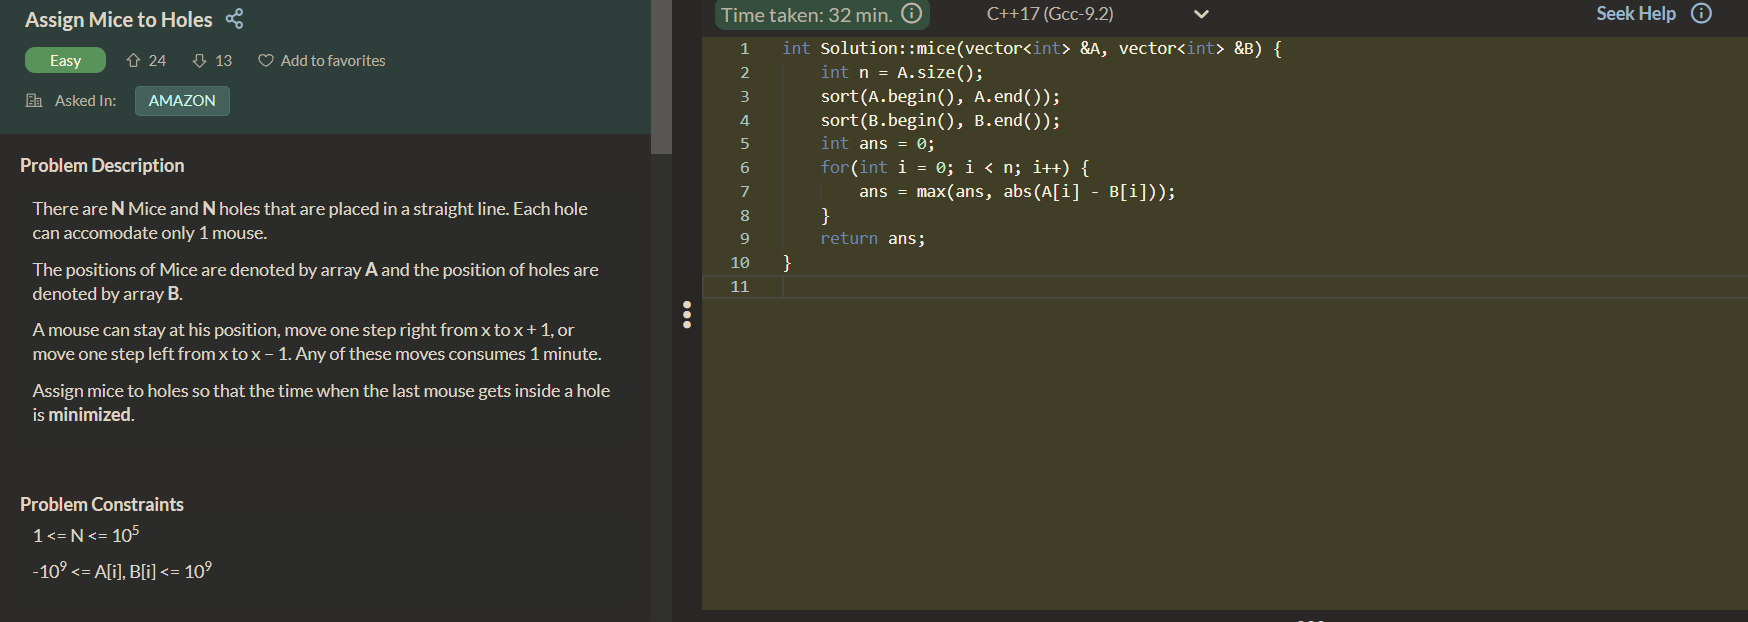 Assign Mice to Holes
Easy 24 13 Add to favorites
Asked In: AMAZON
Problem Description
There are N Mice and N holes that are placed in a straight line. Each hole
can accomodate only 1 mouse.
The positions of Mice are denoted by array A and the position of holes are
denoted by array B.
A mouse can stay at his position, move one step right from x to x + 1, or
move one step left from x to x − 1. Any of these moves consumes 1 minute.
Assign mice to holes so that the time when the last mouse gets inside a hole
is minimized.
Problem Constraints
1 <= N <= 10⁵
-10⁹ <= A[i], B[i] <= 10⁹
Time taken: 32 min. C++17 (Gcc-9.2) Seek Help
1 int Solution::mice(vector<int> &A, vector<int> &B) {
2     int n = A.size();
3     sort(A.begin(), A.end());
4     sort(B.begin(), B.end());
5     int ans = 0;
6     for(int i = 0; i < n; i++) {
7         ans = max(ans, abs(A[i] - B[i]));
8     }
9     return ans;
10 }
11